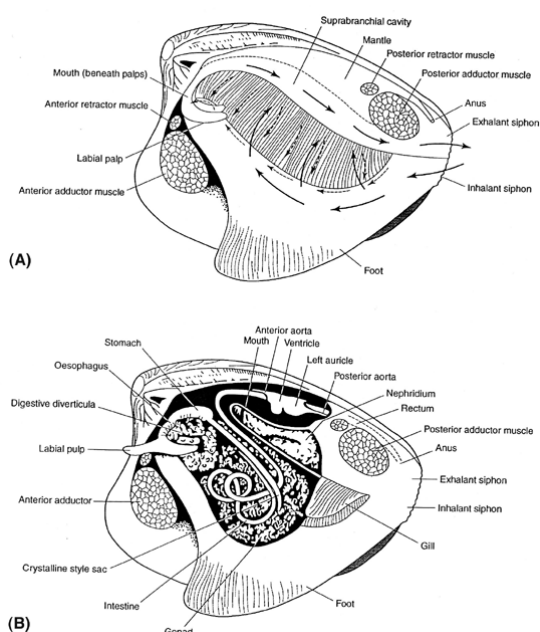 Suprabranchial cavity
Mantle
Posterior retractor muscle
Posterior adductor muscle
Mouth (beneath palps)
Anterior retractor muscle
Anus
Exhalant siphon
Labial palp
Inhalant siphon
Anterior adductor muscle
(A)
Foot
Anterior aorta
Stomach
Mouth
Ventricle
Oesophagus
Left auricle
Posterior aorta
Digestive diverticula
Nephridium
Rectum
Posterior adductor muscle
Labial pulp
Anus
Exhalant siphon
Anterior adductor
Inhalant siphon
Gill
Crystalline style sac
Intestine
Foot
(B)
Gonad